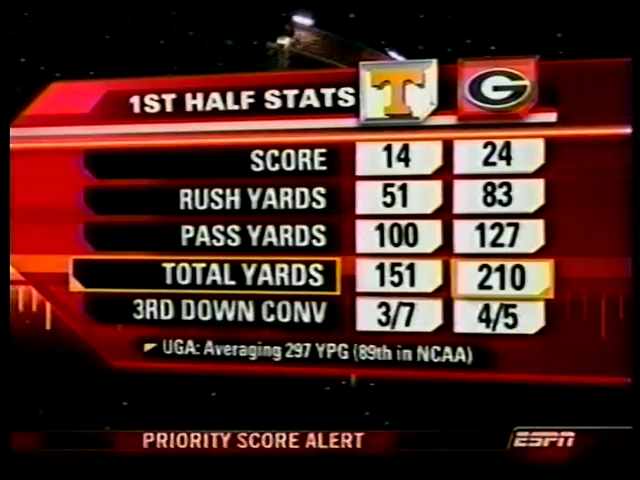 1ST HALF STATS T G
SCORE 14 24
RUSH YARDS 51 83
PASS YARDS 100 127
TOTAL YARDS 151 210
3RD DOWN CONV 3/7 4/5
UGA: Averaging 297 YPG (89th in NCAA)
PRIORITY SCORE ALERT ESPN